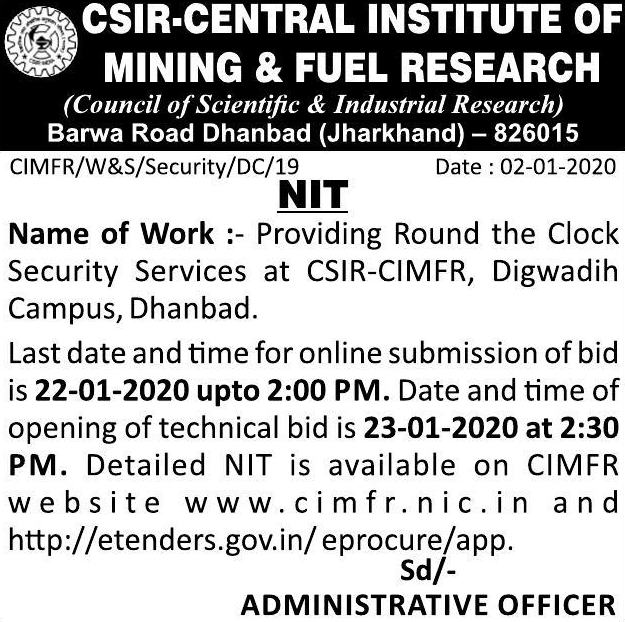 CSIR-CENTRAL INSTITUTE OF
MINING & FUEL RESEARCH
(Council of Scientific & Industrial Research)
Barwa Road Dhanbad (Jharkhand) – 826015
CIMFR/W&S/Security/DC/19 Date : 02-01-2020
NIT
Name of Work :- Providing Round the Clock
Security Services at CSIR-CIMFR, Digwadih
Campus, Dhanbad.
Last date and time for online submission of bid
is 22-01-2020 upto 2:00 PM. Date and time of
opening of technical bid is 23-01-2020 at 2:30
PM. Detailed NIT is available on CIMFR
website www.cimfr.nic.in and
http://etenders.gov.in/ eprocure/app.
Sd/-
ADMINISTRATIVE OFFICER